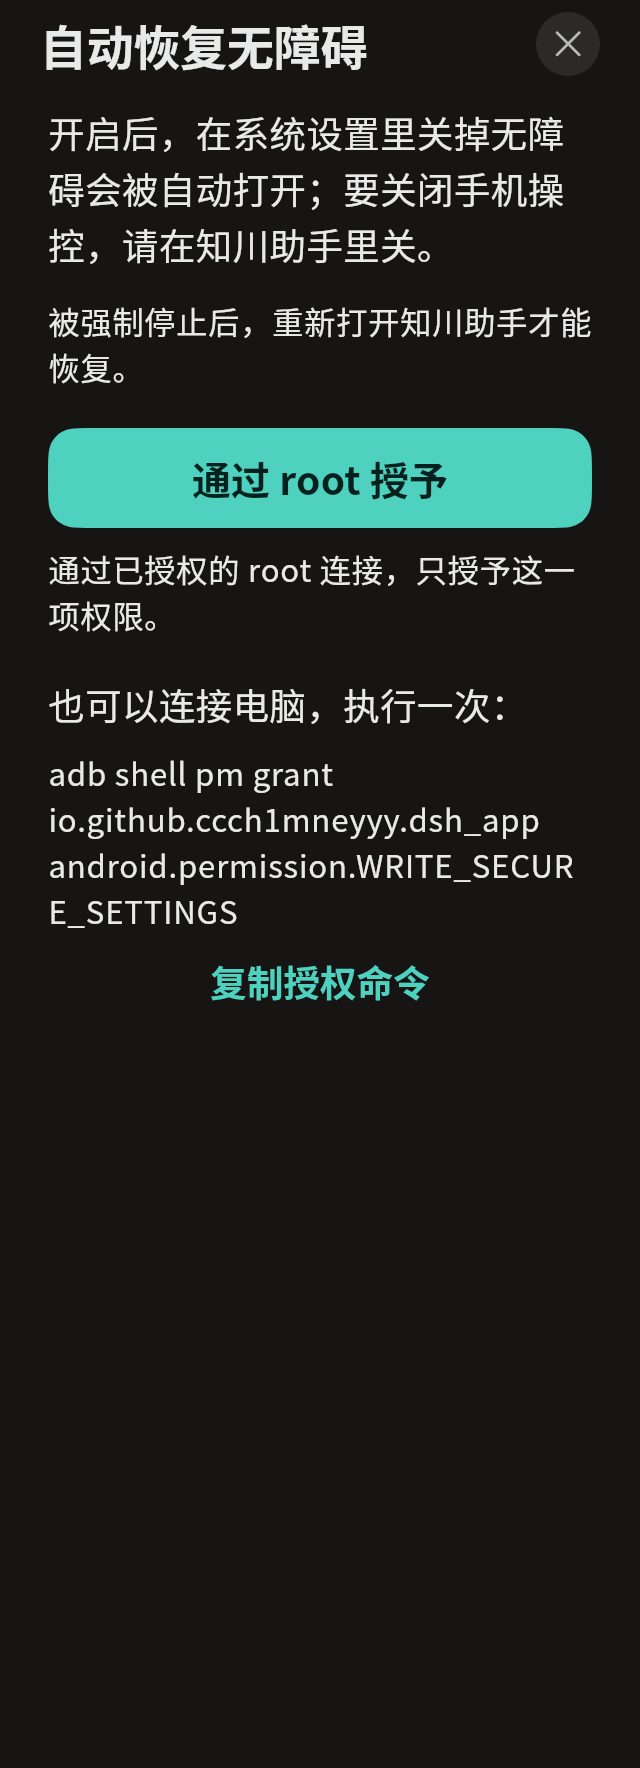 自动恢复无障碍
开启后，在系统设置里关掉无障
碍会被自动打开；要关闭手机操
控，请在知川助手里关。
被强制停止后，重新打开知川助手才能
恢复。
通过 root 授予
通过已授权的 root 连接，只授予这一
项权限。
也可以连接电脑，执行一次：
adb shell pm grant
io.github.ccch1mneyyy.dsh_app
android.permission.WRITE_SECUR
E_SETTINGS
复制授权命令